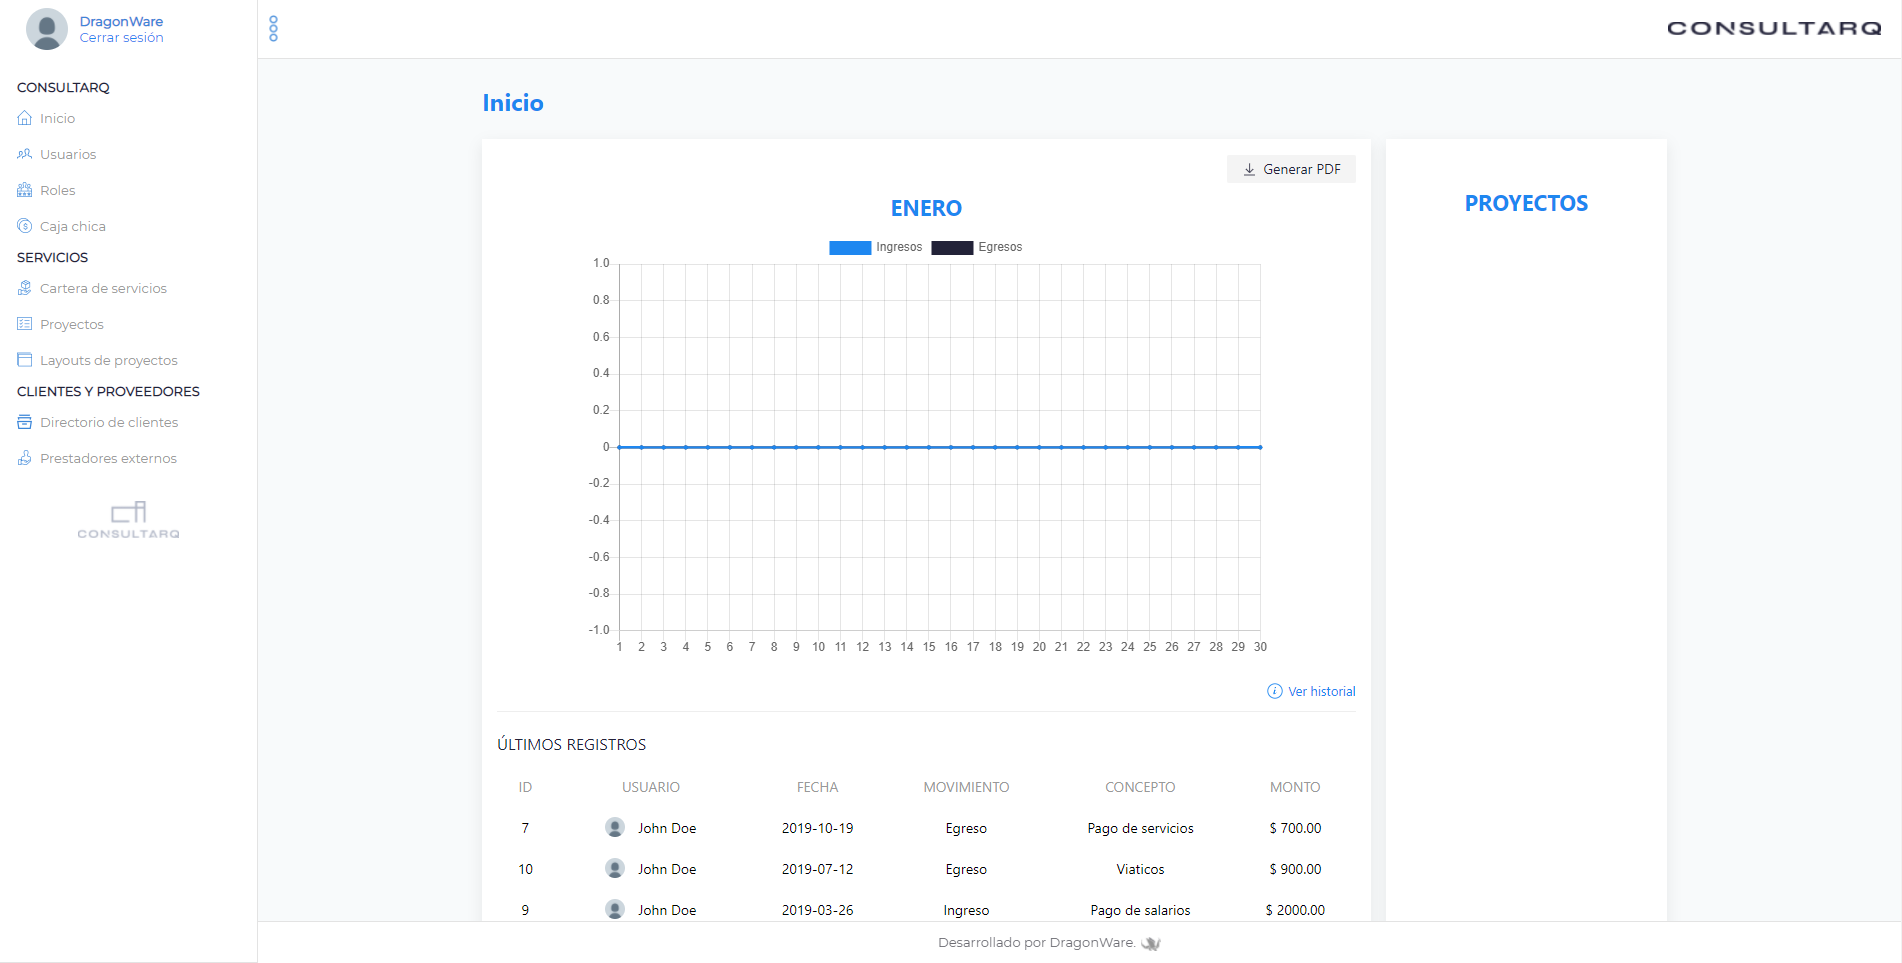 DragonWare
Cerrar sesión
CONSULTARQ
Inicio
Usuarios
Roles
Caja chica
SERVICIOS
Cartera de servicios
Proyectos
Layouts de proyectos
CLIENTES Y PROVEEDORES
Directorio de clientes
Prestadores externos
CONSULTARQ
CONSULTARQ
Inicio
Generar PDF
ENERO
Ingresos Egresos
1.0
0.8
0.6
0.4
0.2
0
-0.2
-0.4
-0.6
-0.8
-1.0
1 2 3 4 5 6 7 8 9 10 11 12 13 14 15 16 17 18 19 20 21 22 23 24 25 26 27 28 29 30
Ver historial
ÚLTIMOS REGISTROS
ID USUARIO FECHA MOVIMIENTO CONCEPTO MONTO
7 John Doe 2019-10-19 Egreso Pago de servicios $ 700.00
10 John Doe 2019-07-12 Egreso Viaticos $ 900.00
9 John Doe 2019-03-26 Ingreso Pago de salarios $ 2000.00
PROYECTOS
Desarrollado por DragonWare.